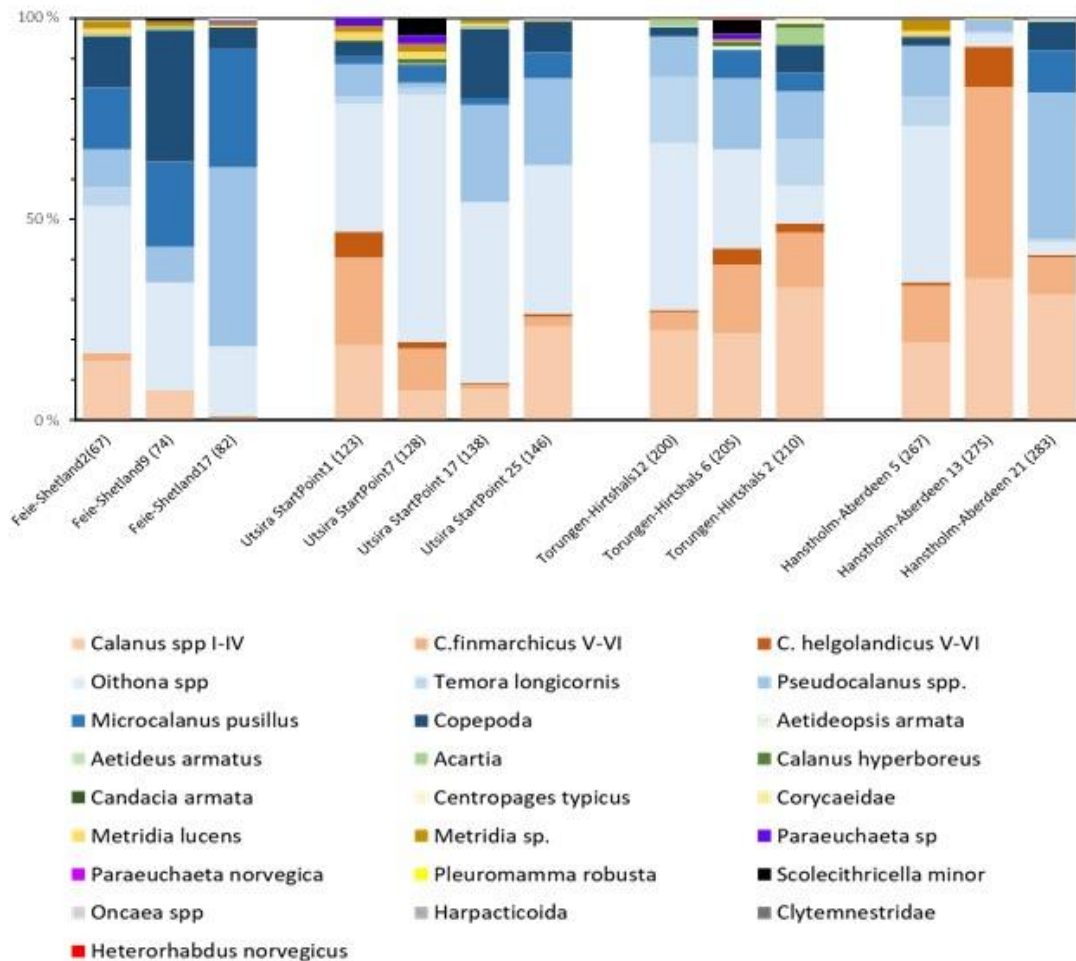 100 %
50 %
0 %
Feie-Shetland2(67)
Feie-Shetland9 (74)
Feie-Shetland17 (82)
Utsira StartPoint1 (123)
Utsira StartPoint7 (128)
Utsira StartPoint 17 (138)
Utsira StartPoint 25 (146)
Torungen-Hirtshals12 (200)
Torungen-Hirtshals 6 (205)
Torungen-Hirtshals 2 (210)
Hanstholm-Aberdeen 5 (267)
Hanstholm-Aberdeen 13 (275)
Hanstholm-Aberdeen 21 (283)
Calanus spp I-IV C.finmarchicus V-VI C. helgolandicus V-VI
Oithona spp Temora longicornis Pseudocalanus spp.
Microcalanus pusillus Copepoda Aetideopsis armata
Aetideus armatus Acartia Calanus hyperboreus
Candacia armata Centropages typicus Corycaeidae
Metridia lucens Metridia sp. Paraeuchaeta sp
Paraeuchaeta norvegica Pleuromamma robusta Scolecithricella minor
Oncaea spp Harpacticoida Clytemnestridae
Heterorhabdus norvegicus